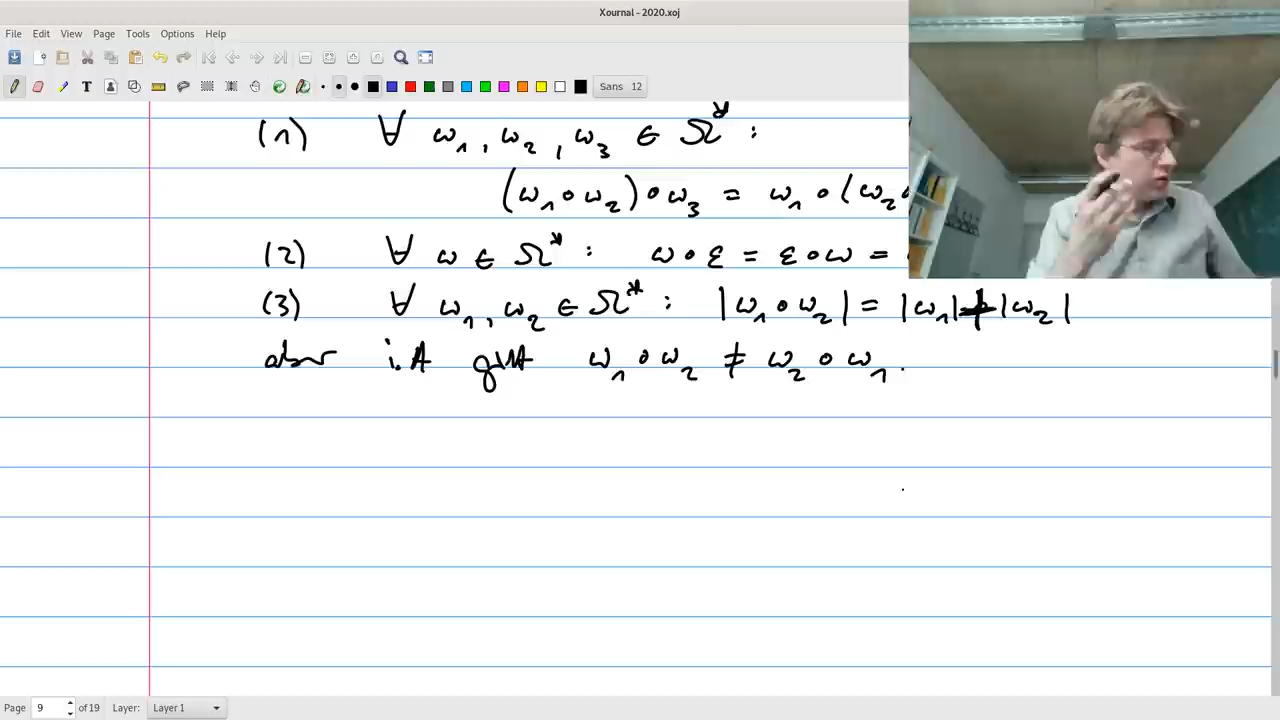 Xournal - 2020.xoj
File Edit View Page Tools Options Help
T Sans 12
(1) ∀ ω₁, ω₂, ω₃ ∈ Ω* :
(ω₁ ∘ ω₂) ∘ ω₃ = ω₁ ∘ (ω₂
(2) ∀ ω ∈ Ω* : ω ∘ ε = ε ∘ ω =
(3) ∀ ω₁, ω₂ ∈ Ω* : |ω₁ ∘ ω₂| = |ω₁| + |ω₂|
aber i.A gilt ω₁ ∘ ω₂ ≠ ω₂ ∘ ω₁.
Page 9 of 19 Layer: Layer 1